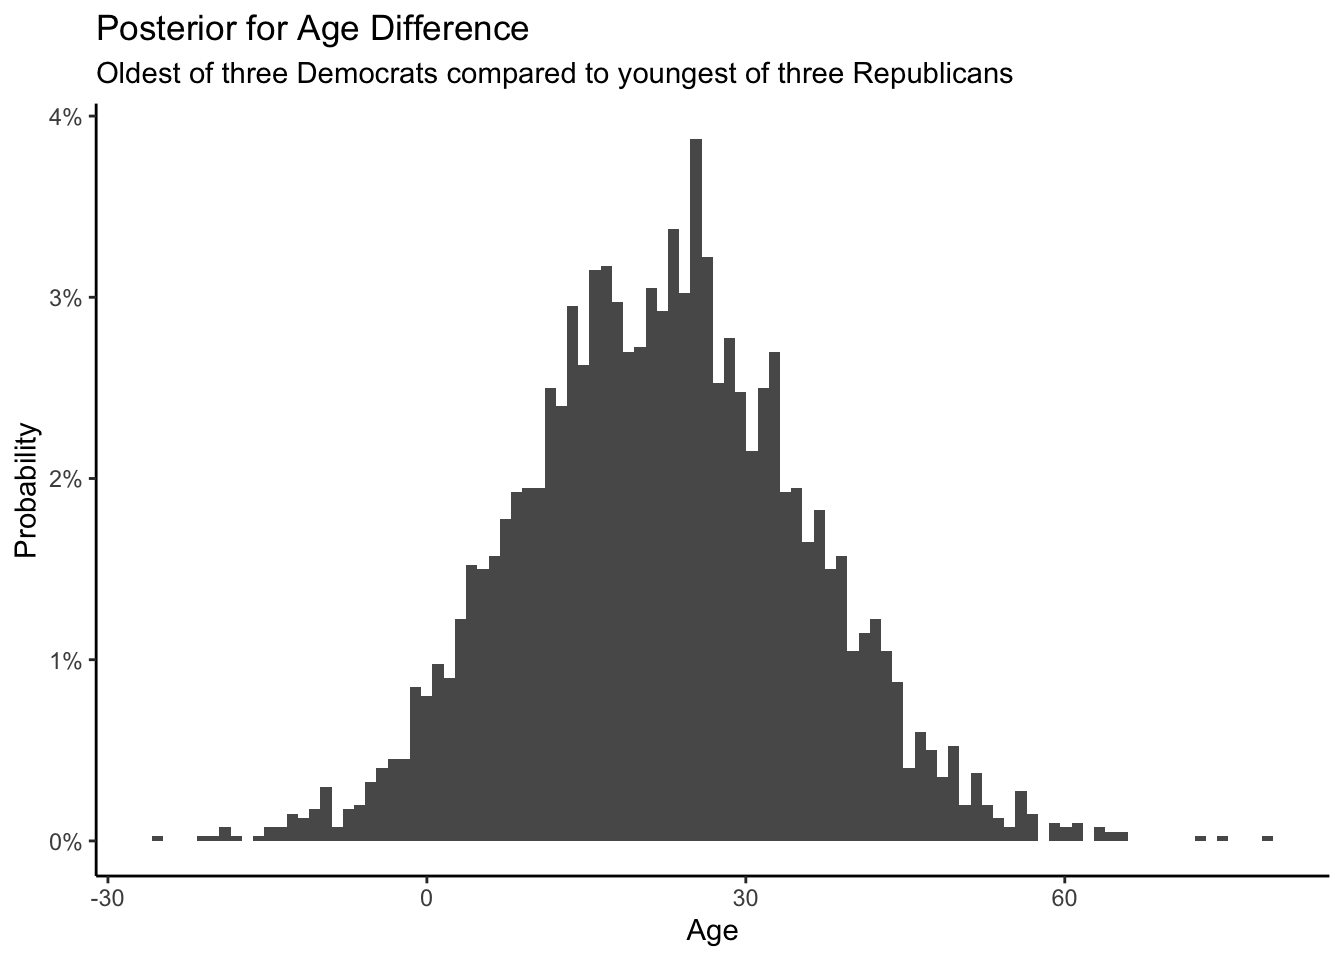 Posterior for Age Difference
Oldest of three Democrats compared to youngest of three Republicans
4%
3%
2%
1%
0%
Probability
-30 0 30 60
Age